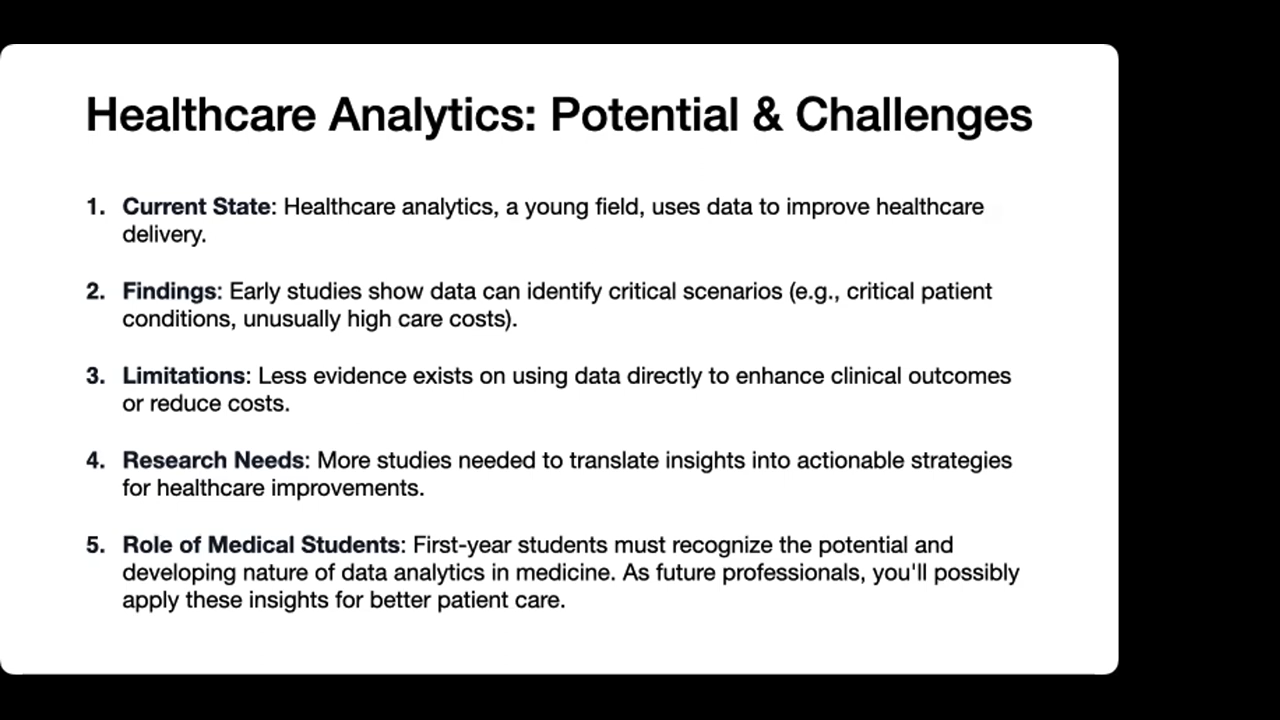 Healthcare Analytics: Potential & Challenges
1. Current State: Healthcare analytics, a young field, uses data to improve healthcare
delivery.
2. Findings: Early studies show data can identify critical scenarios (e.g., critical patient
conditions, unusually high care costs).
3. Limitations: Less evidence exists on using data directly to enhance clinical outcomes
or reduce costs.
4. Research Needs: More studies needed to translate insights into actionable strategies
for healthcare improvements.
5. Role of Medical Students: First-year students must recognize the potential and
developing nature of data analytics in medicine. As future professionals, you'll possibly
apply these insights for better patient care.